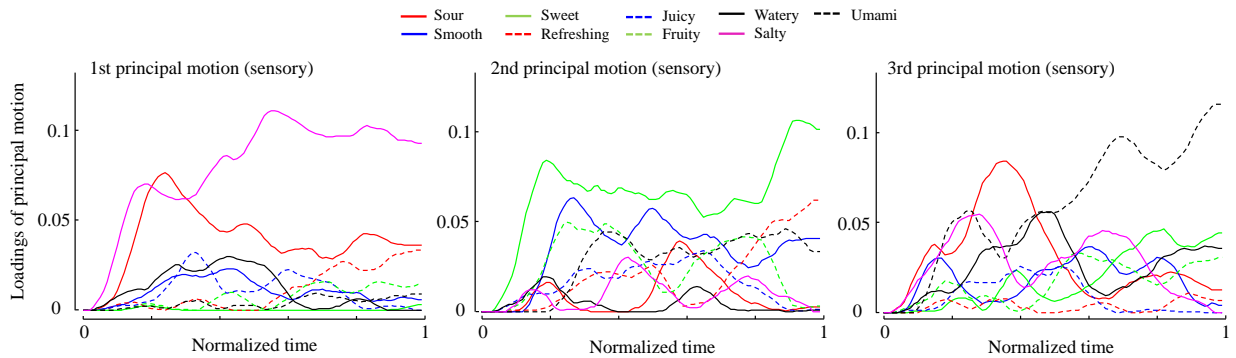 Sour Sweet Juicy Watery Umami
Smooth Refreshing Fruity Salty
1st principal motion (sensory) 2nd principal motion (sensory) 3rd principal motion (sensory)
Loadings of principal motion
0.1 0.1 0.1
0.05 0.05 0.05
0 0 0
0 1 0 1 0 1
Normalized time Normalized time Normalized time